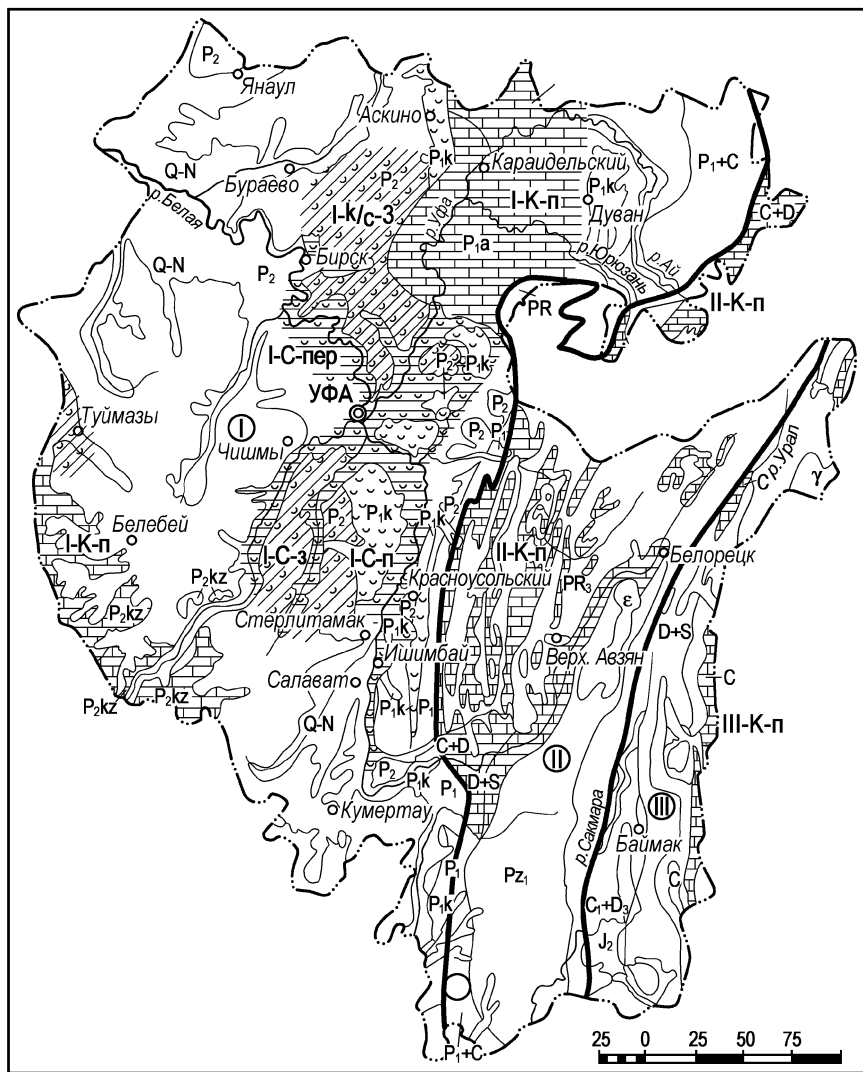 P₂
Янаул
Аскино
Q-N
P₁k
Караидельский
P₁+C
Бураево
P₂
I-k/c-З
I-К-п
P₁k
Дуван
р.Белая
р.Уфа
C+D
P₁a
р.Юрюзань
р.Ай
Q-N
P₂
Бирск
II-К-п
PR
I-С-пер
P₂
P₁k
УФА
Туймазы
I
P₂
P₂
P₁
Чишмы
р.Урал
C
γ
P₂
P₁k
P₂
P₁k
Белебей
I-К-п
I-С-з
I-С-п
II-К-п
Белорецк
P₂kz
Красноусольский
PR₃
ε
P₂kz
P₂
P₁k
Стерлитамак
Верх. Авзян
D+S
Ишимбай
Салават
C
P₂kz
P₂kz
P₁k
P₁
Q-N
III-К-п
C+D
II
P₂
P₁k
P₁
D+S
Кумертау
р.Сакмара
III
Баймак
P₁
Pz₁
C
P₁k
C₁+D₃
J₂
P₁+C
25 0 25 50 75